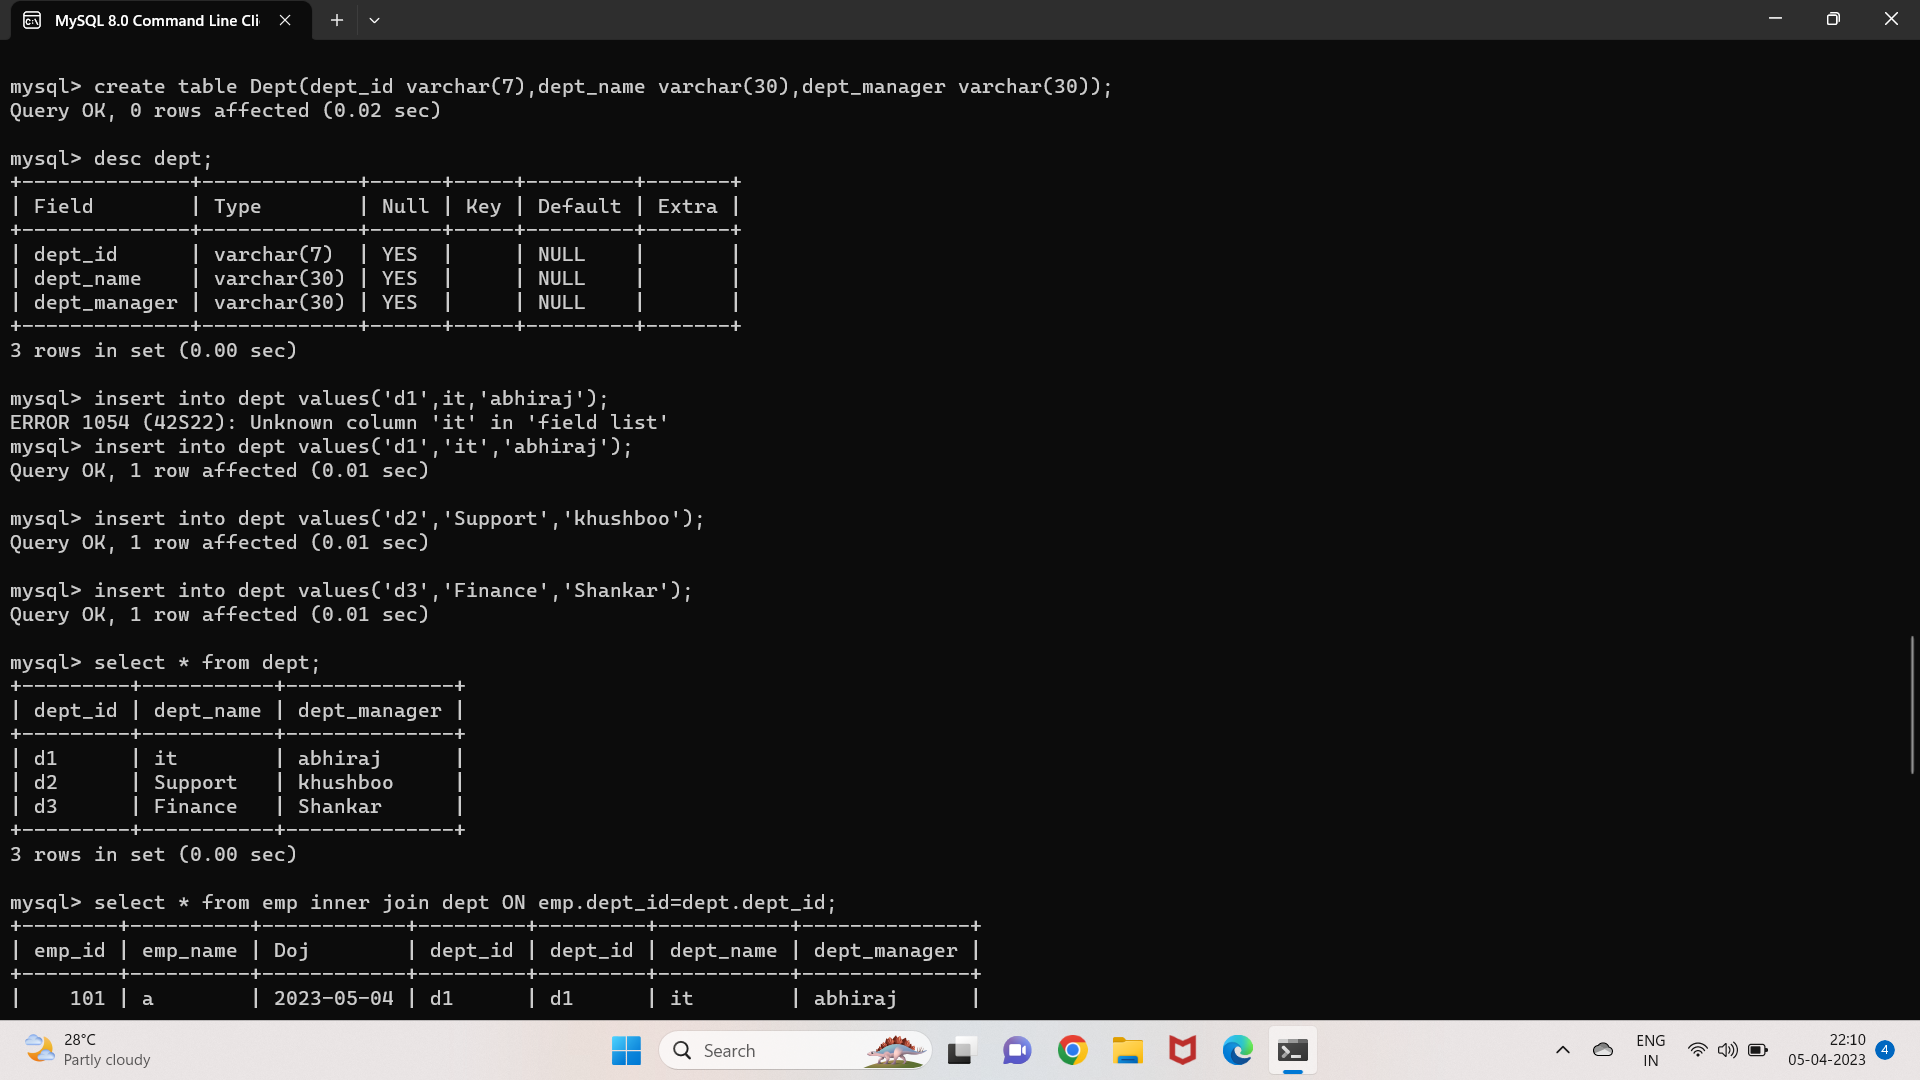 MySQL 8.0 Command Line Cli
mysql> create table Dept(dept_id varchar(7),dept_name varchar(30),dept_manager varchar(30));
Query OK, 0 rows affected (0.02 sec)
mysql> desc dept;
+--------------+-------------+------+-----+---------+-------+
| Field        | Type        | Null | Key | Default | Extra |
+--------------+-------------+------+-----+---------+-------+
| dept_id      | varchar(7)  | YES  |     | NULL    |       |
| dept_name    | varchar(30) | YES  |     | NULL    |       |
| dept_manager | varchar(30) | YES  |     | NULL    |       |
+--------------+-------------+------+-----+---------+-------+
3 rows in set (0.00 sec)
mysql> insert into dept values('d1',it,'abhiraj');
ERROR 1054 (42S22): Unknown column 'it' in 'field list'
mysql> insert into dept values('d1','it','abhiraj');
Query OK, 1 row affected (0.01 sec)
mysql> insert into dept values('d2','Support','khushboo');
Query OK, 1 row affected (0.01 sec)
mysql> insert into dept values('d3','Finance','Shankar');
Query OK, 1 row affected (0.01 sec)
mysql> select * from dept;
+---------+-----------+--------------+
| dept_id | dept_name | dept_manager |
+---------+-----------+--------------+
| d1      | it        | abhiraj      |
| d2      | Support   | khushboo     |
| d3      | Finance   | Shankar      |
+---------+-----------+--------------+
3 rows in set (0.00 sec)
mysql> select * from emp inner join dept ON emp.dept_id=dept.dept_id;
+--------+----------+------------+---------+---------+-----------+--------------+
| emp_id | emp_name | Doj        | dept_id | dept_id | dept_name | dept_manager |
+--------+----------+------------+---------+---------+-----------+--------------+
|    101 | a        | 2023-05-04 | d1      | d1      | it        | abhiraj      |
28°C
Partly cloudy
Search
ENG
IN
22:10
05-04-2023
4